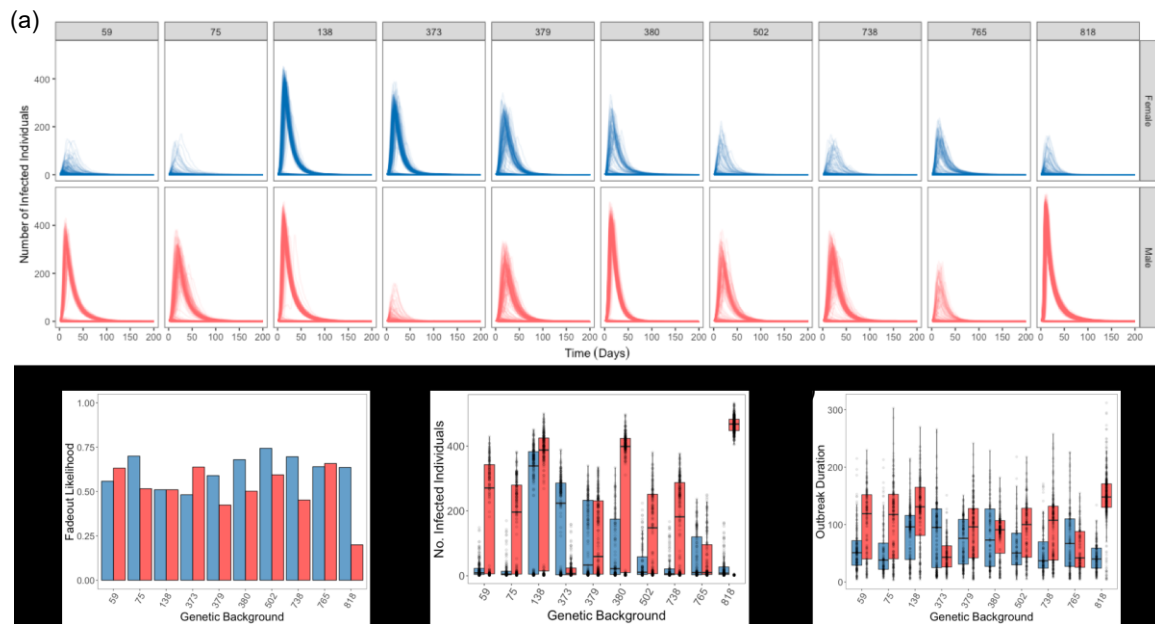 (a)
59 75 138 373 379 380 502 738 765 818
Number of Infected Individuals
400
200
0
Female
400
200
0
Male
0 50 100 150 200 0 50 100 150 200 0 50 100 150 200 0 50 100 150 200 0 50 100 150 200 0 50 100 150 200 0 50 100 150 200 0 50 100 150 200 0 50 100 150 200 0 50 100 150 200
Time (Days)
Fadeout Likelihood
1.00
0.75
0.50
0.25
0.00
59 75 138 373 379 380 502 738 765 818
Genetic Background
No. Infected Individuals
400
200
0
59 75 138 373 379 380 502 738 765 818
Genetic Background
Outbreak Duration
300
200
100
0
59 75 138 373 379 380 502 738 765 818
Genetic Background